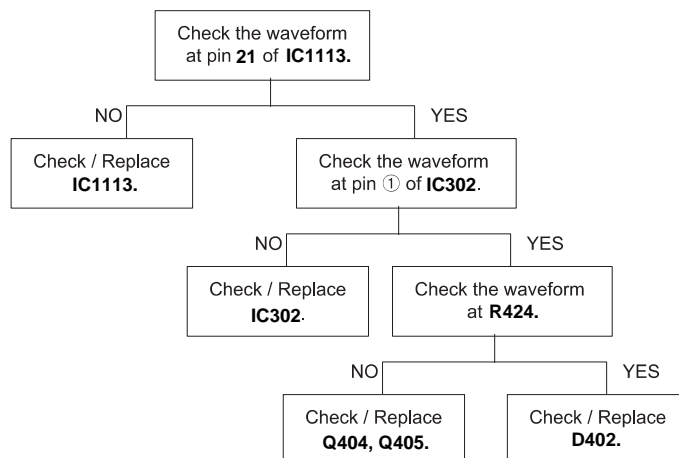 Check the waveform
at pin 21 of IC1113.
NO
YES
Check / Replace
IC1113.
Check the waveform
at pin ① of IC302.
NO
YES
Check / Replace
IC302.
Check the waveform
at R424.
NO
YES
Check / Replace
Q404, Q405.
Check / Replace
D402.